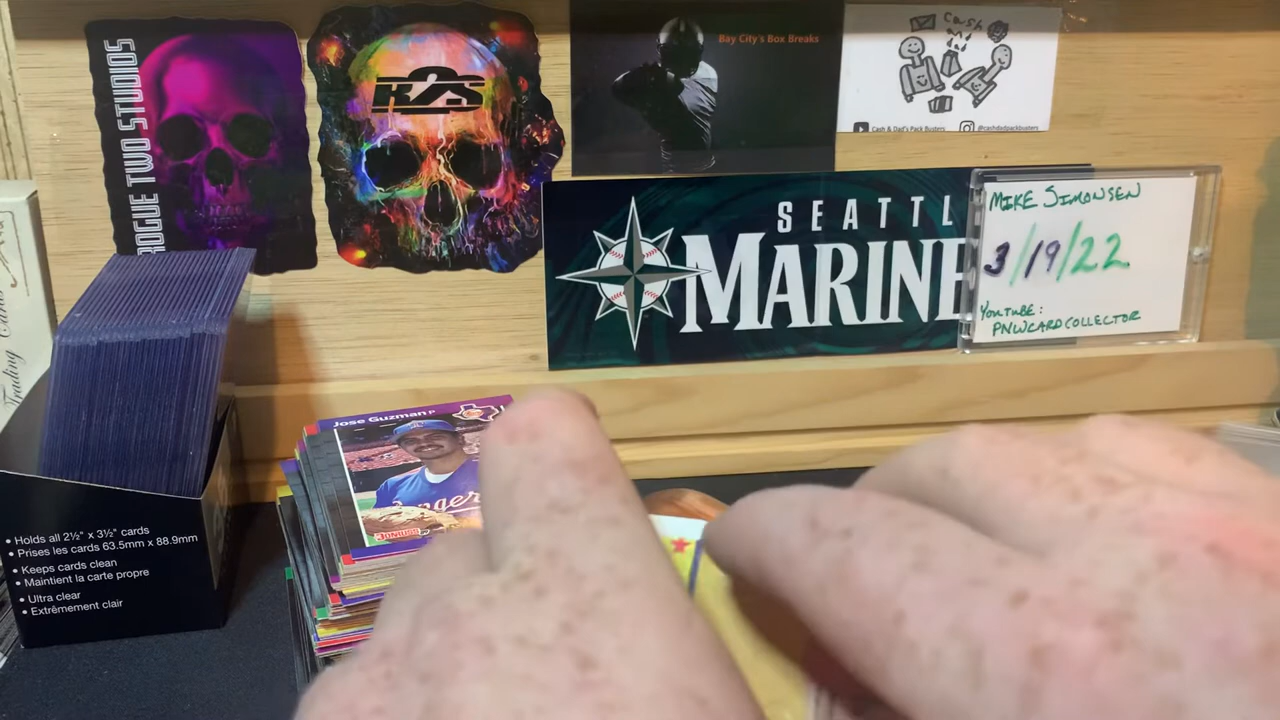 ROGUE TWO STUDIOS
R2S
Bay City's Box Breaks
Cash
Cash & Dad's Pack Busters
@cashdadpackbusters
SEATTL
MARINE
MIKE SIMONSEN
3/19/22
YOUTUBE:
PNWCARDCOLLECTOR
Trading Cards
Jose Guzman P
Ranger
DONRUSS
• Holds all 2½" x 3½" cards
• Prises les cards 63.5mm x 88.9mm
• Keeps cards clean
• Maintient la carte propre
• Ultra clear
• Extrêmement clair